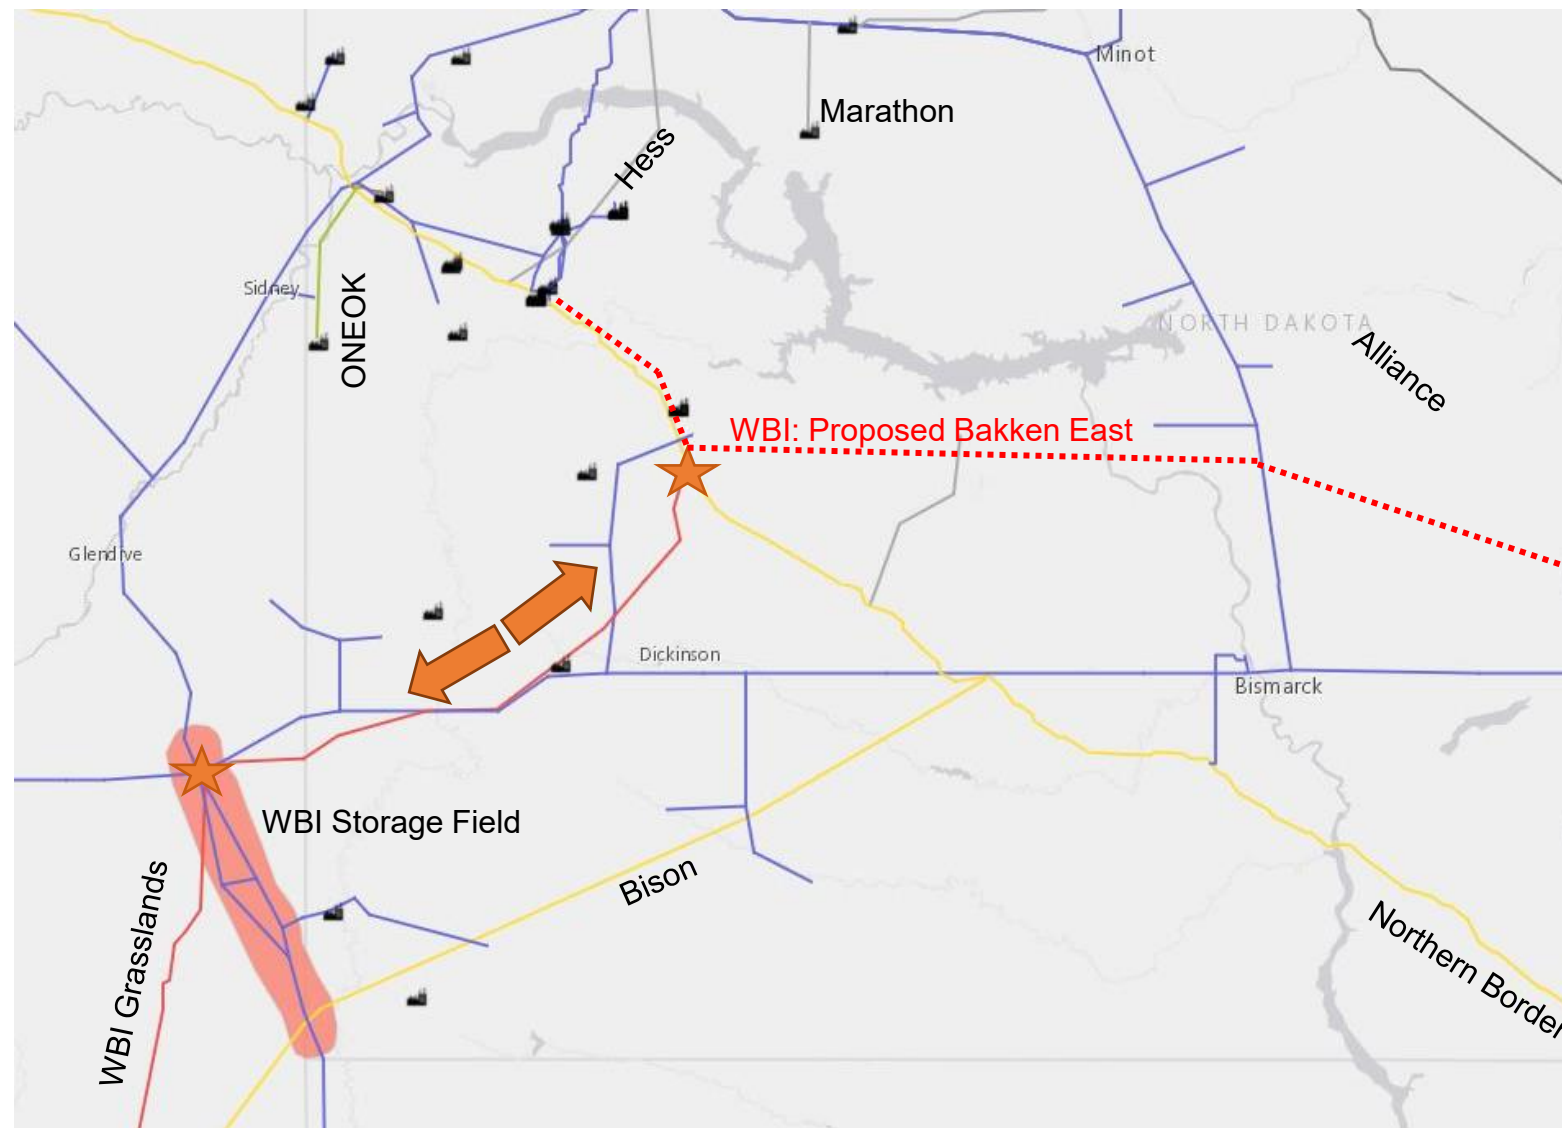 Minot
Marathon
Hess
Sidney
ONEOK
NORTH DAKOTA
Alliance
WBI: Proposed Bakken East
Glendive
Dickinson
Bismarck
WBI Storage Field
WBI Grasslands
Bison
Northern Border